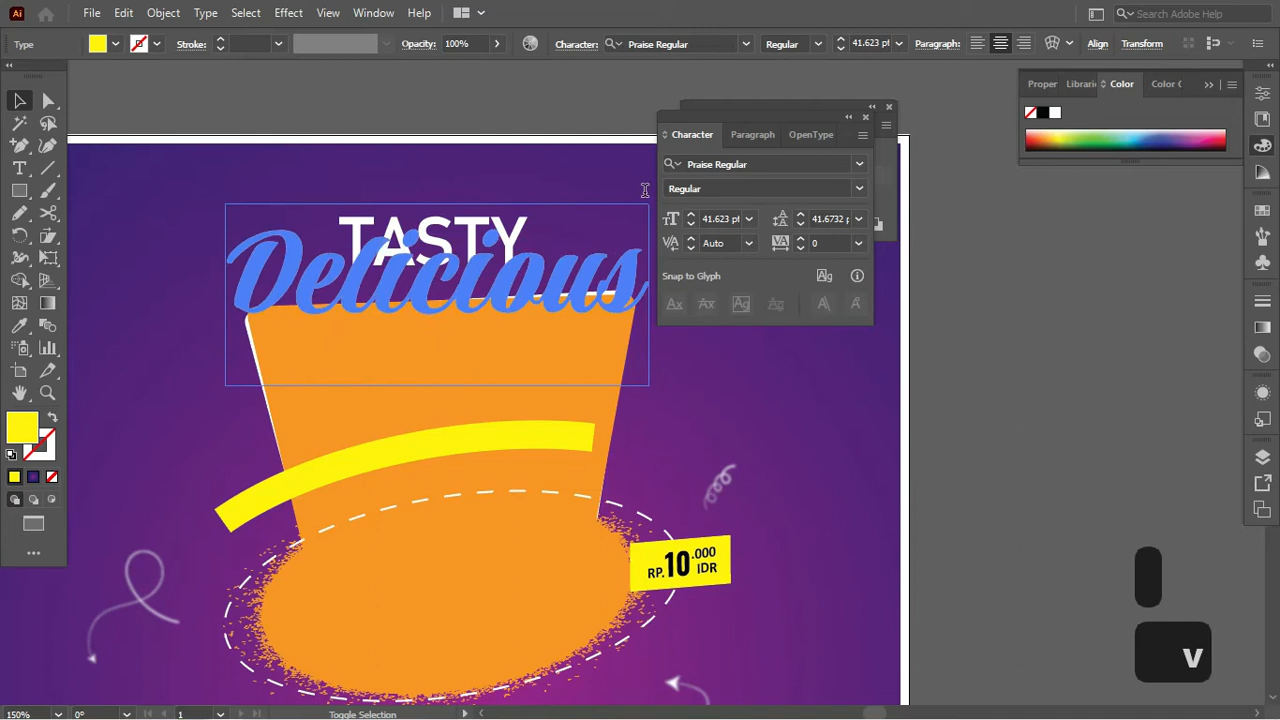 Ai File Edit Object Type Select Effect View Window Help Search Adobe Help
Type Stroke: Opacity: 100% Character: Praise Regular Regular 41.623 pt Paragraph: Align Transform
Proper Librari Color Color C
Character Paragraph OpenType
Praise Regular
Regular
41.623 pt 41.6732 p
Auto 0
Snap to Glyph
TASTY
Delicious
RP.10.000
IDR
v
150% 0° 1 Toggle Selection